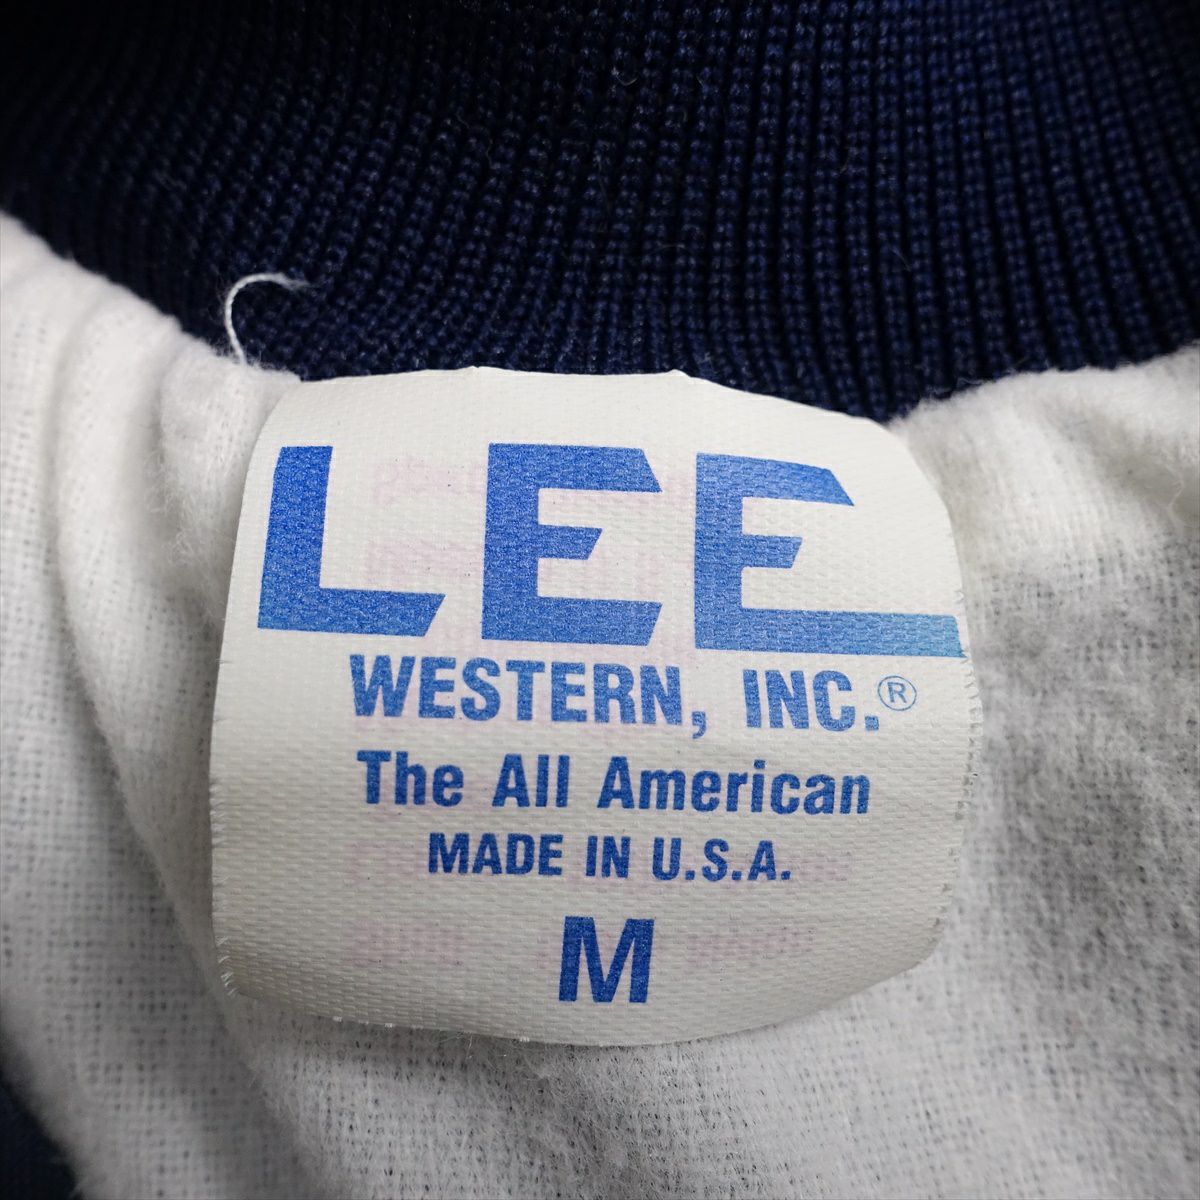 LEE
WESTERN, INC.®
The All American
MADE IN U.S.A.
M